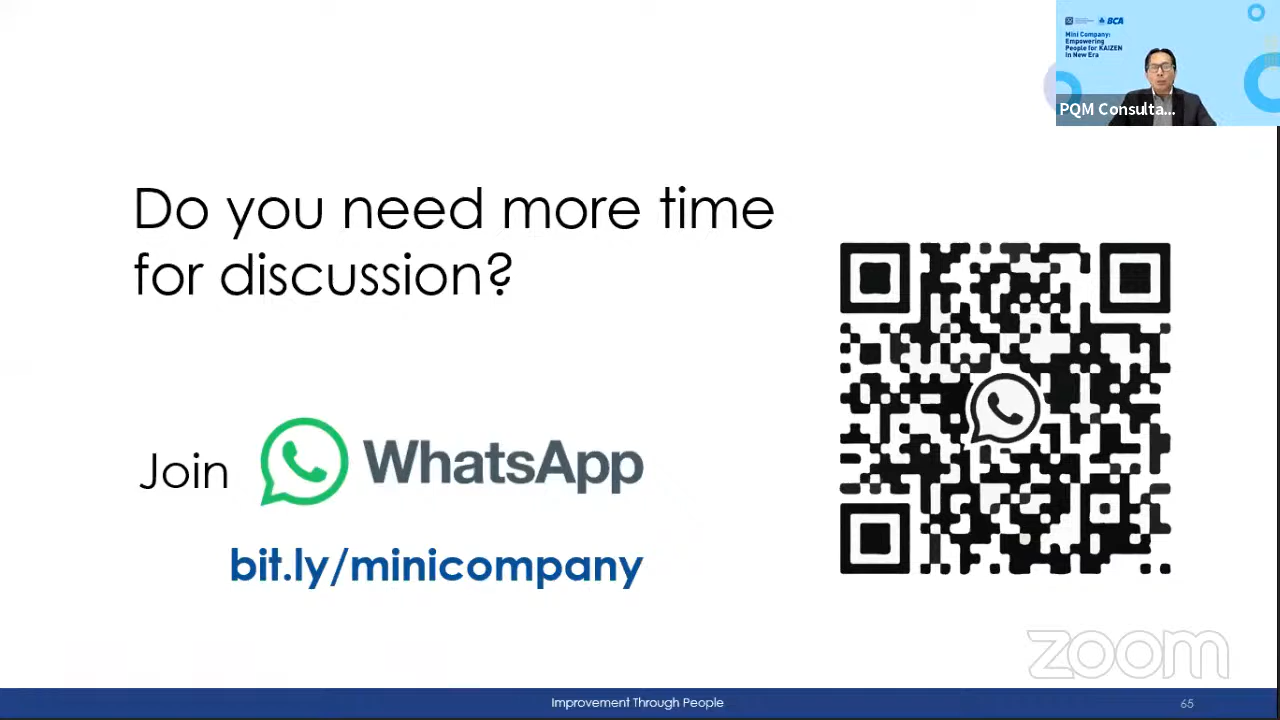 BCA
Mini Company:
Empowering
People for KAIZEN
in New Era
PQM Consulta...
Do you need more time
for discussion?
Join WhatsApp
bit.ly/minicompany
zoom
Improvement Through People
65